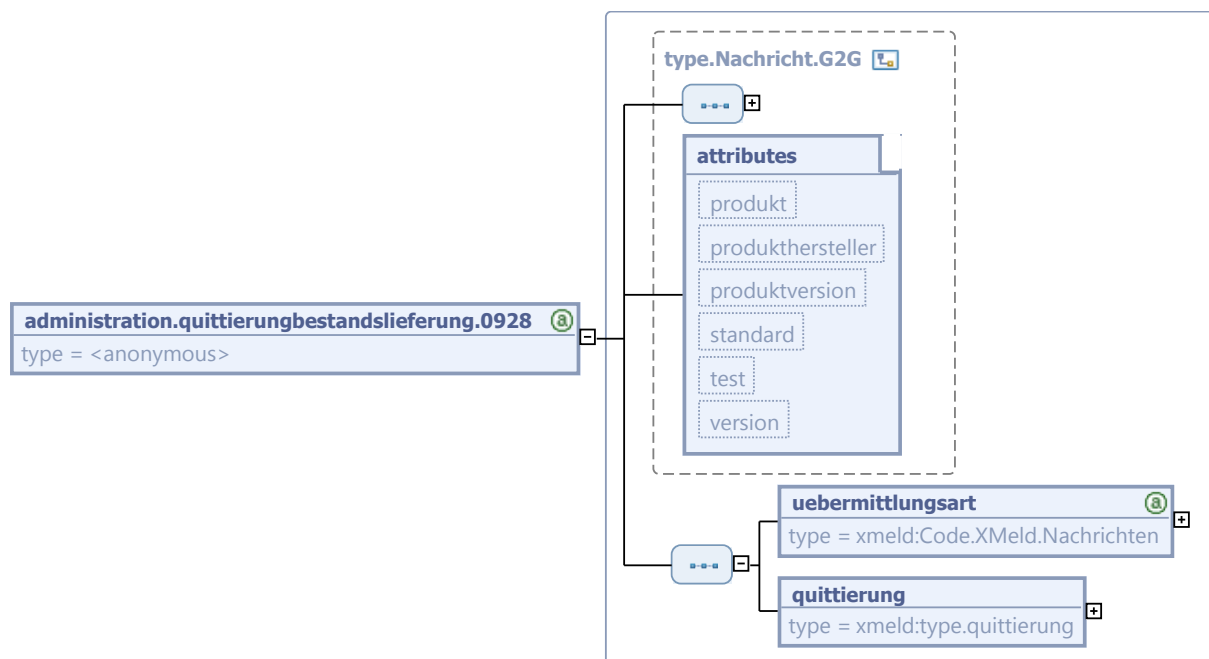 type.Nachricht.G2G
attributes
produkt
produkthersteller
produktversion
standard
test
version
administration.quittierungbestandslieferung.0928
type = <anonymous>
uebermittlungsart
type = xmeld:Code.XMeld.Nachrichten
quittierung
type = xmeld:type.quittierung